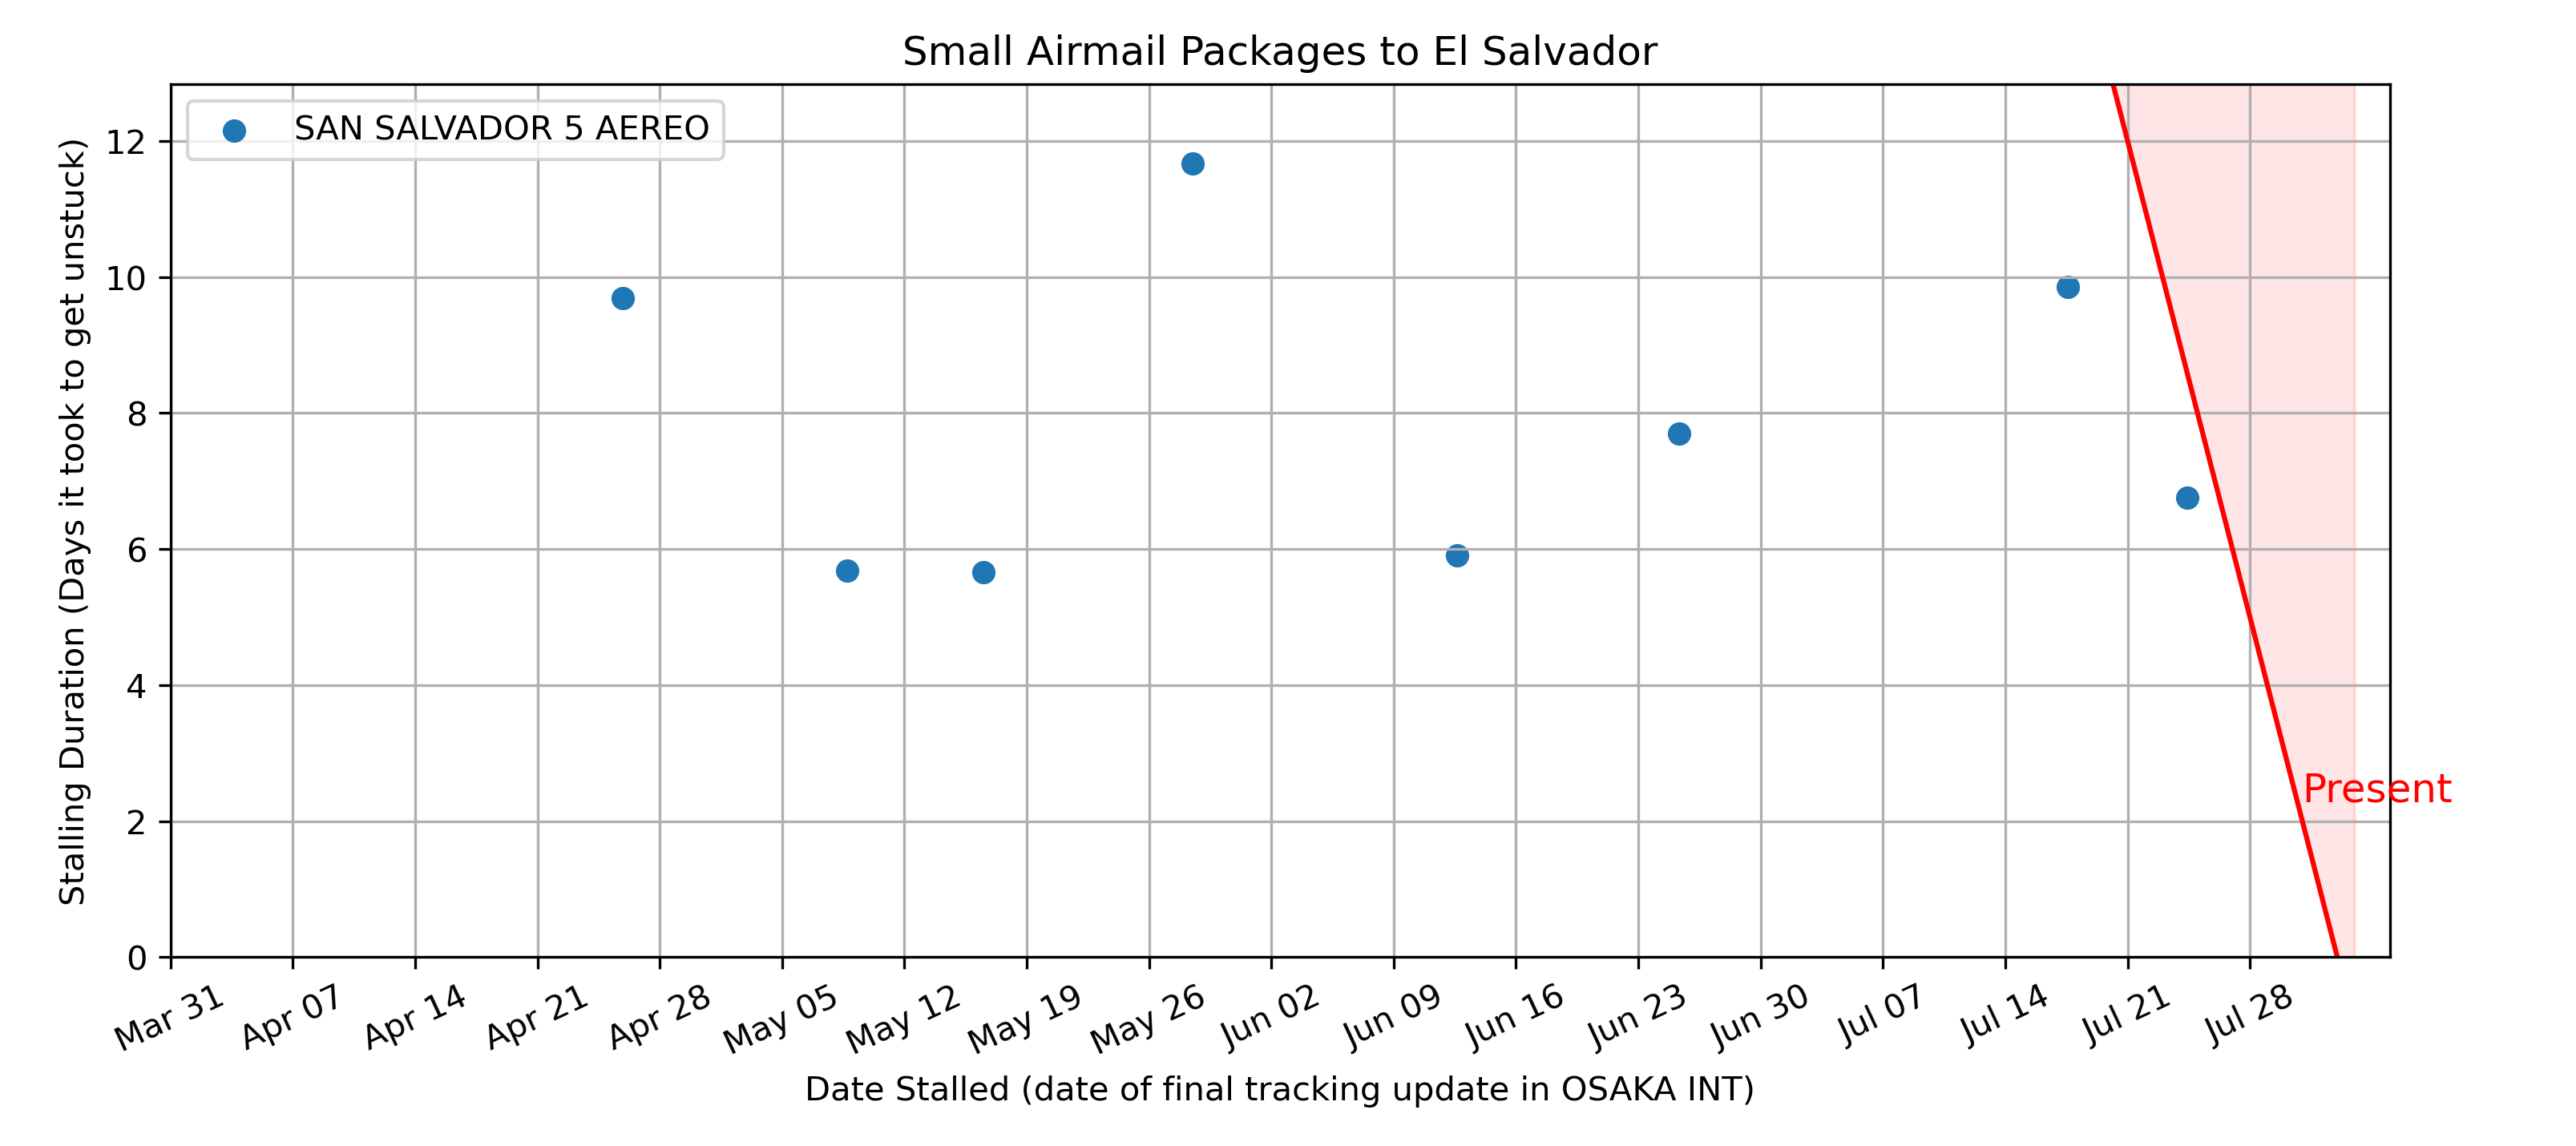 Small Airmail Packages to El Salvador
SAN SALVADOR 5 AEREO
Stalling Duration (Days it took to get unstuck)
12
10
8
6
4
2
0
Present
Mar 31
Apr 07
Apr 14
Apr 21
Apr 28
May 05
May 12
May 19
May 26
Jun 02
Jun 09
Jun 16
Jun 23
Jun 30
Jul 07
Jul 14
Jul 21
Jul 28
Date Stalled (date of final tracking update in OSAKA INT)